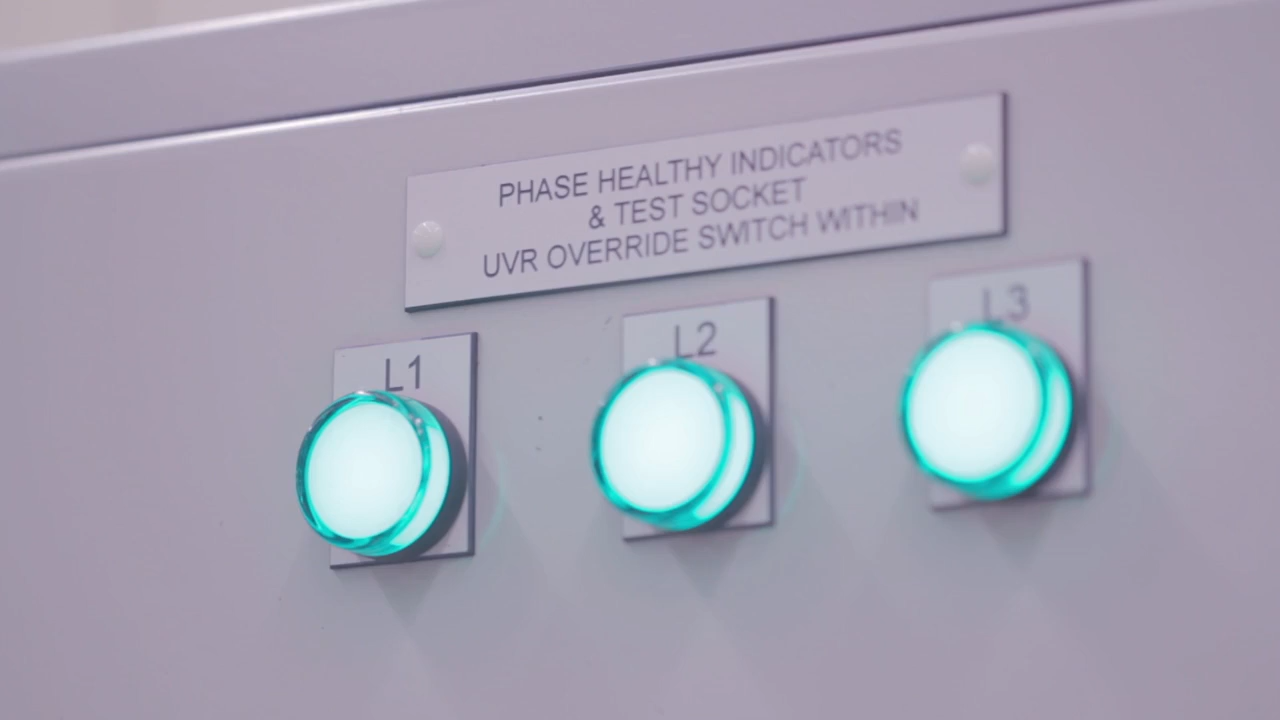 PHASE HEALTHY INDICATORS
& TEST SOCKET
UVR OVERRIDE SWITCH WITHIN
L1
L2
L3